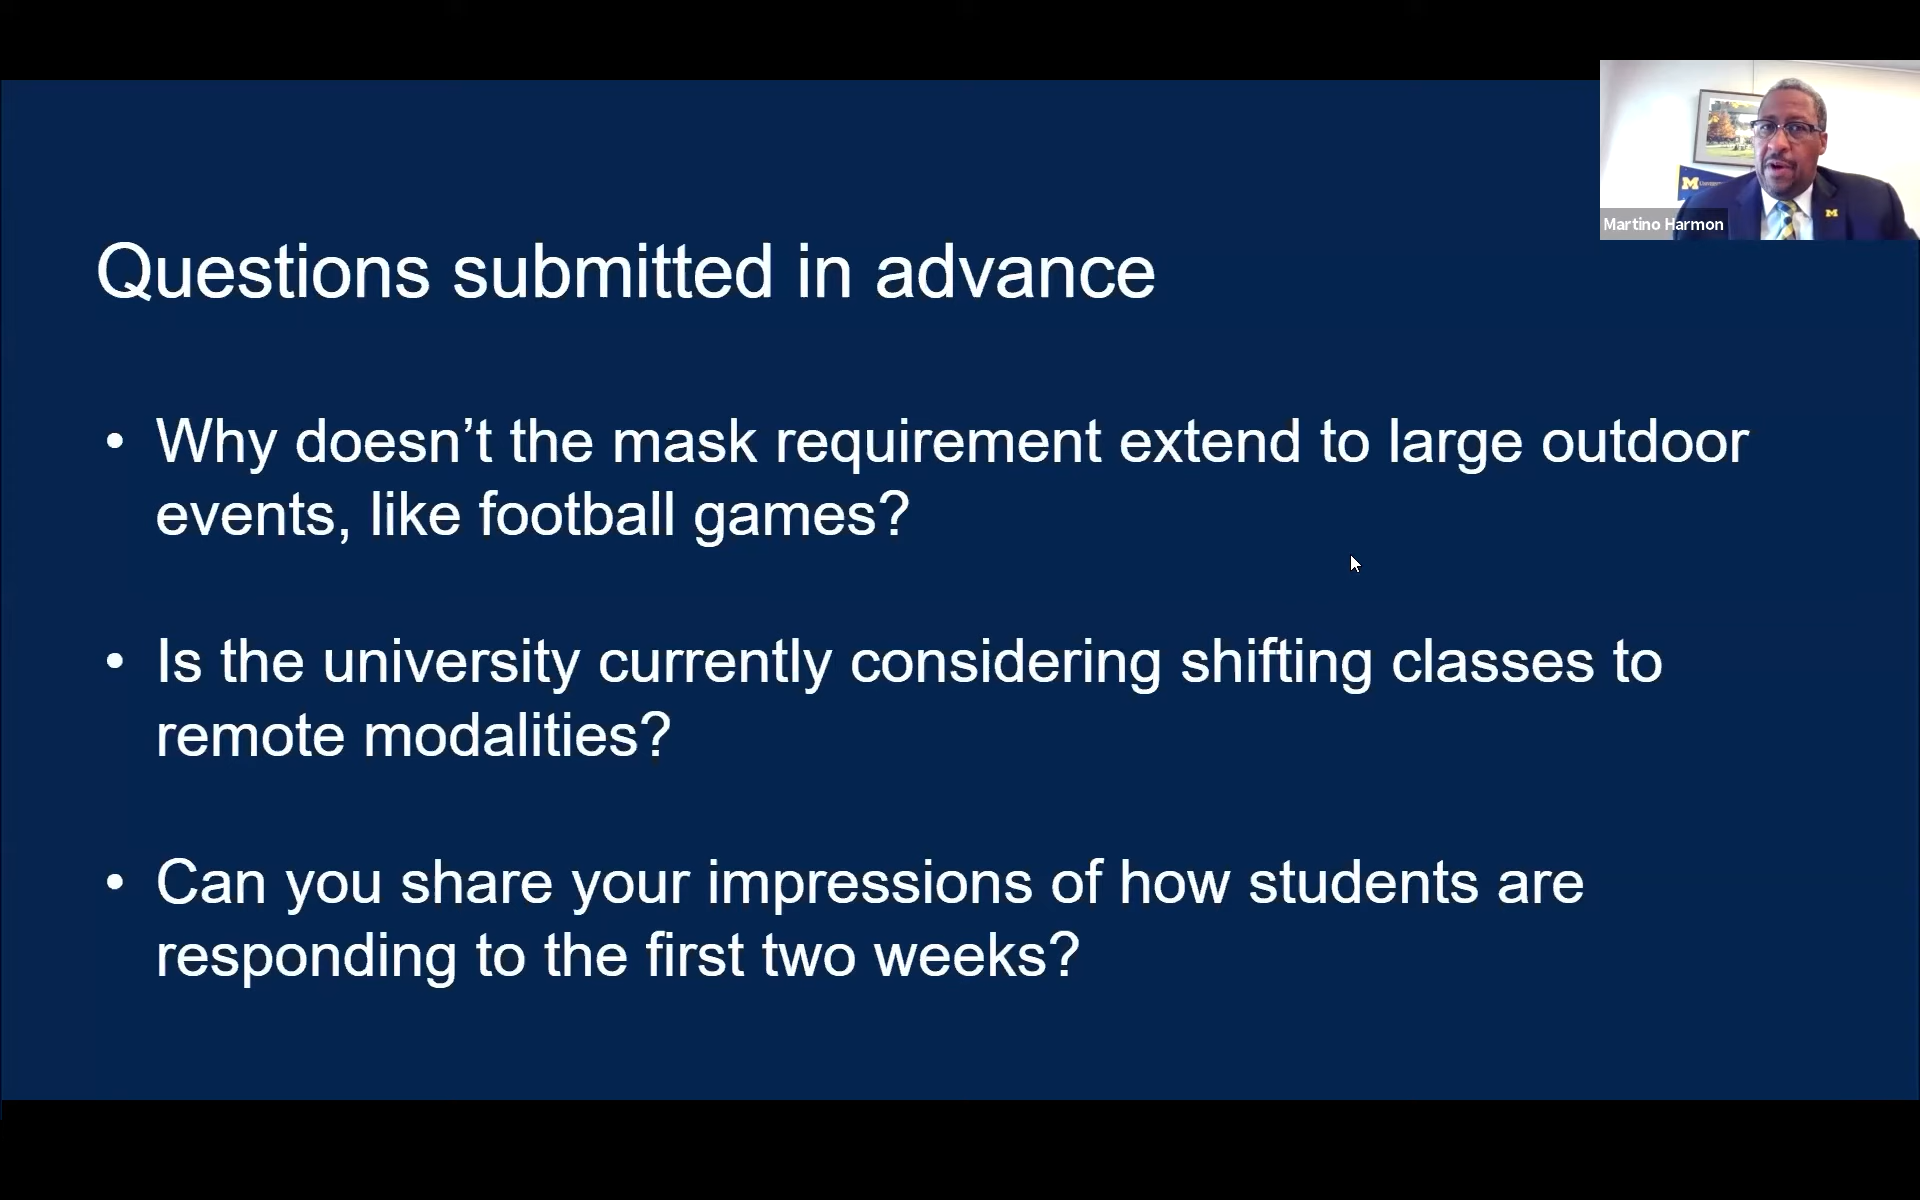 Questions submitted in advance
• Why doesn’t the mask requirement extend to large outdoor
events, like football games?
• Is the university currently considering shifting classes to
remote modalities?
• Can you share your impressions of how students are
responding to the first two weeks?
M
M
Martino Harmon